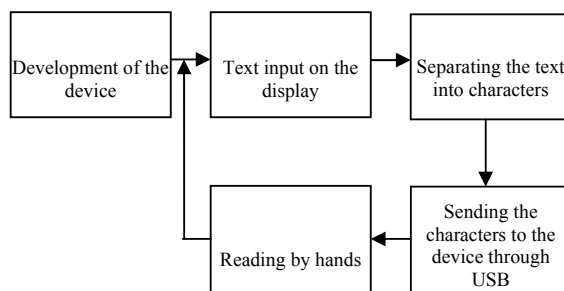 Development of the
device
Text input on the
display
Separating the text
into characters
Sending the
characters to the
device through
USB
Reading by hands